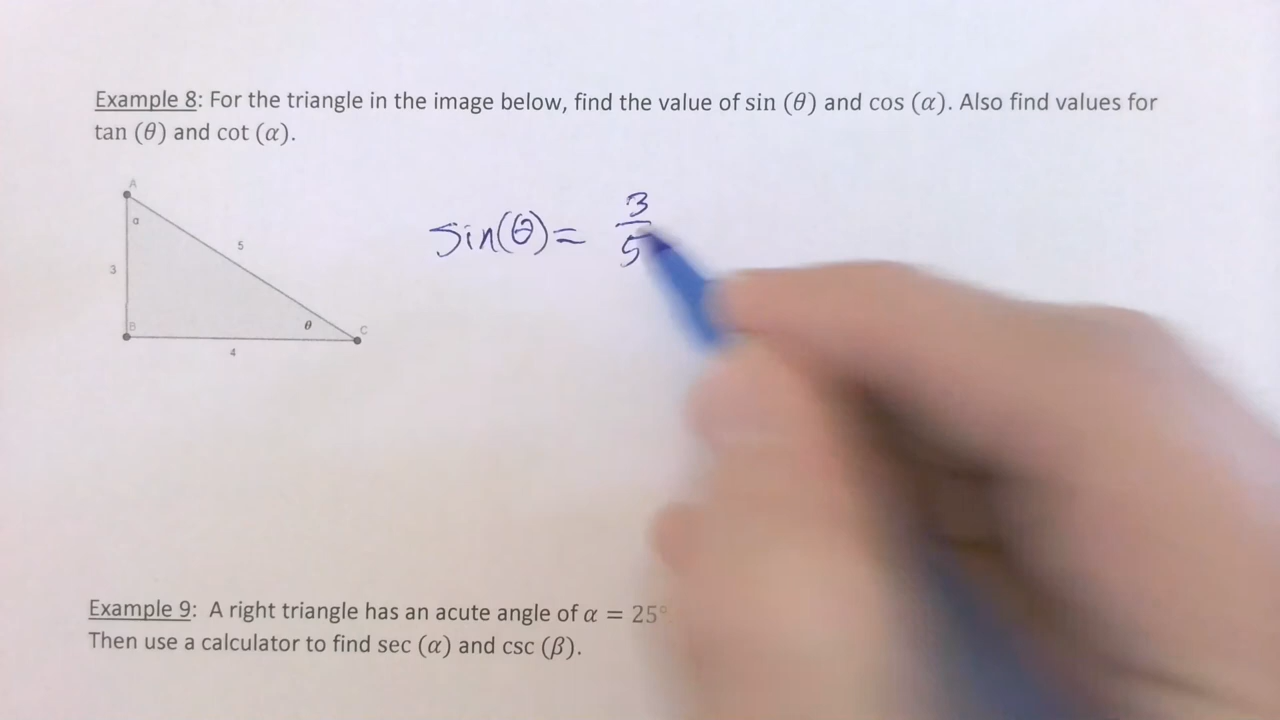 Example 8: For the triangle in the image below, find the value of sin (θ) and cos (α). Also find values for
tan (θ) and cot (α).
A
α
5
3
B
θ
C
4
sin(θ) = 3/5
Example 9: A right triangle has an acute angle of α = 25°
Then use a calculator to find sec (α) and csc (β).